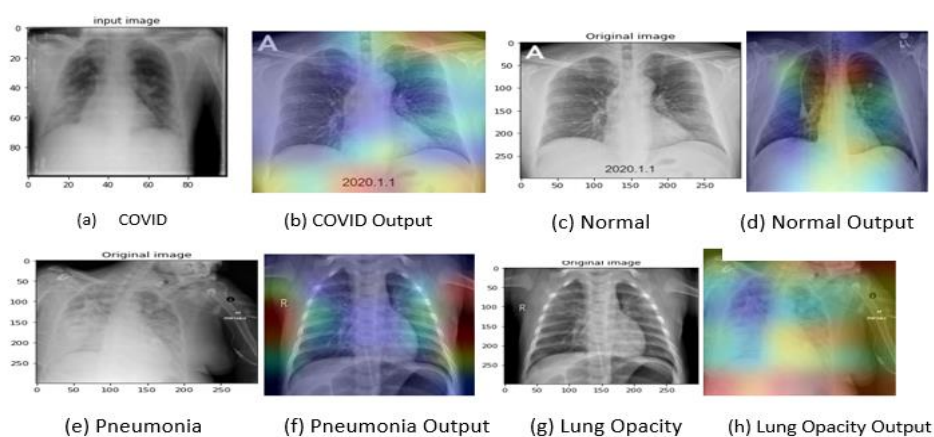 input image
0
20
40
60
80
0 20 40 60 80
(a) COVID
A
2020.1.1
(b) COVID Output
Original image
0
50
100
150
200
250
A
2020.1.1
0 50 100 150 200 250
(c) Normal
(d) Normal Output
Original image
0
50
100
150
200
250
0 50 100 150 200 250
(e) Pneumonia
R
(f) Pneumonia Output
Original image
0
50
100
150
200
250
R
0 50 100 150 200 250
(g) Lung Opacity
(h) Lung Opacity Output